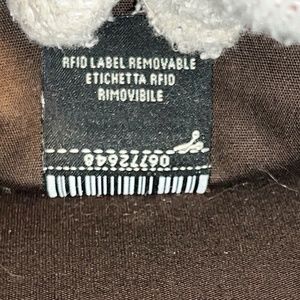 RFID LABEL REMOVABLE
ETICHETTA RFID
RIMOVIBILE
06772648